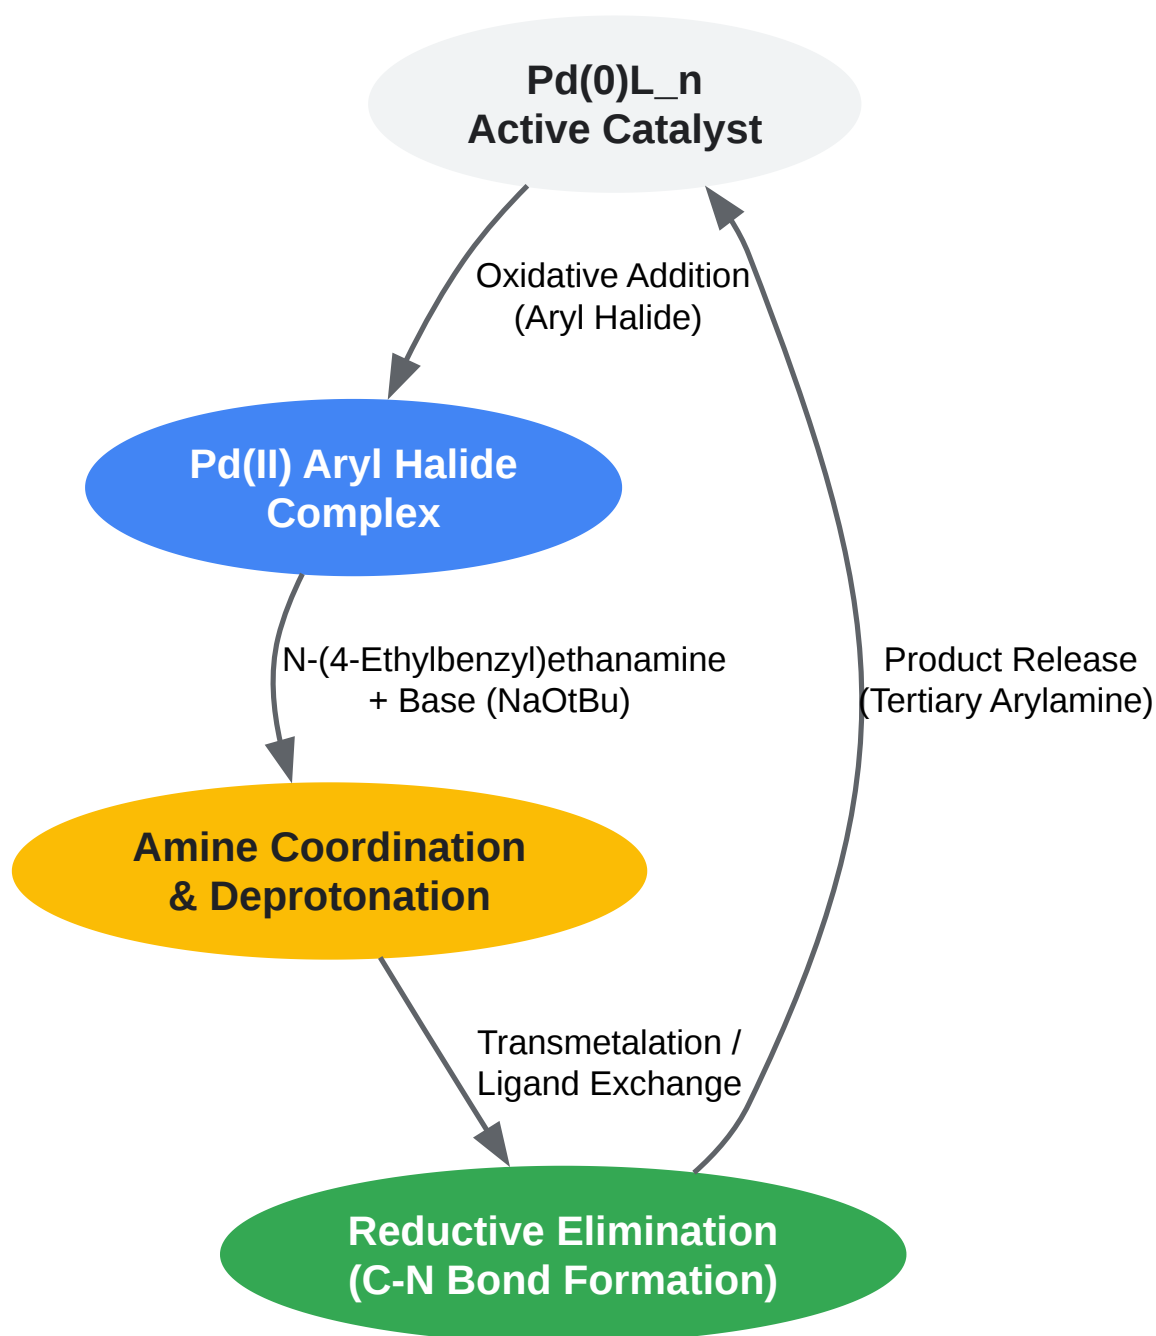 Pd(0)L_n
Active Catalyst
Oxidative Addition
(Aryl Halide)
Pd(II) Aryl Halide
Complex
N-(4-Ethylbenzyl)ethanamine
+ Base (NaOtBu)
Product Release
(Tertiary Arylamine)
Amine Coordination
& Deprotonation
Transmetalation /
Ligand Exchange
Reductive Elimination
(C-N Bond Formation)